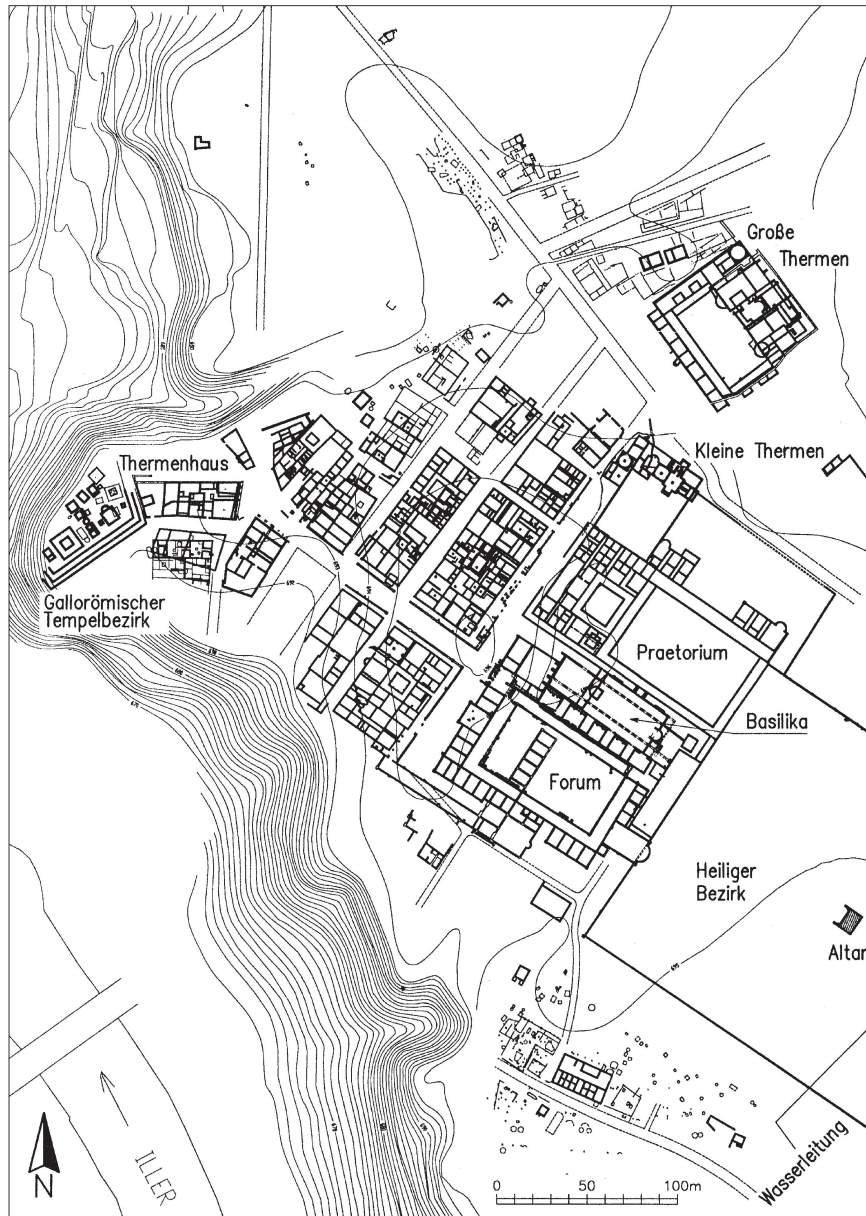 Große
Thermen
Kleine Thermen
Thermenhaus
Gallorömischer
Tempelbezirk
Praetorium
Basilika
Forum
Heiliger
Bezirk
Altar
Wasserleitung
ILLER
N
0 50 100m